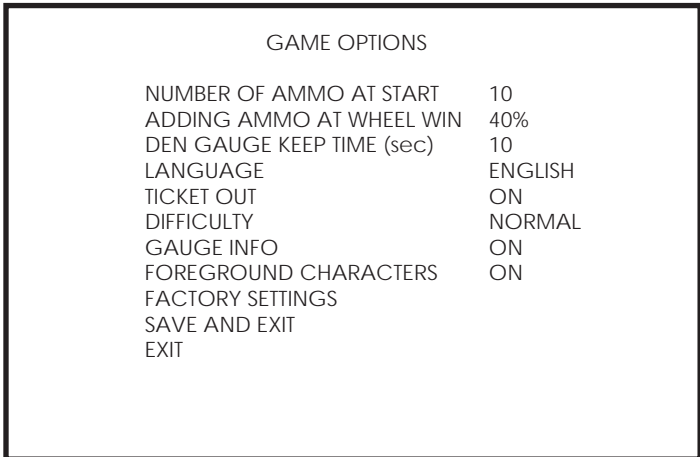 GAME OPTIONS
NUMBER OF AMMO AT START 10
ADDING AMMO AT WHEEL WIN 40%
DEN GAUGE KEEP TIME (sec) 10
LANGUAGE ENGLISH
TICKET OUT ON
DIFFICULTY NORMAL
GAUGE INFO ON
FOREGROUND CHARACTERS ON
FACTORY SETTINGS
SAVE AND EXIT
EXIT